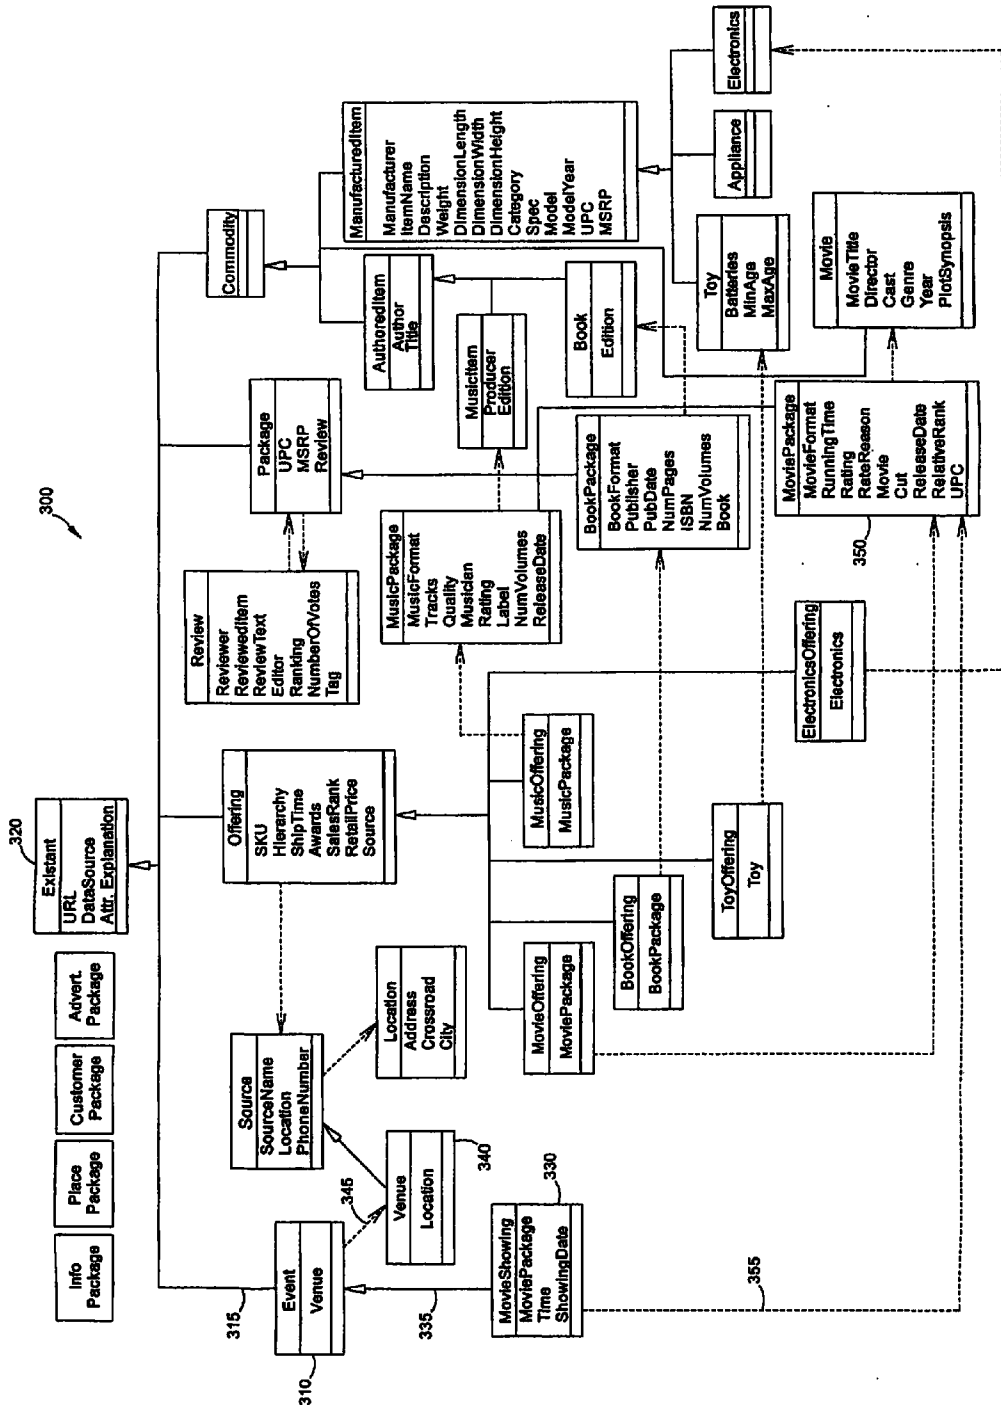 300
Info
Package
Place
Package
Customer
Package
Advert.
Package
320
Existant
URL
DataSource
Attr. Explanation
315
310
Event
Venue
345
Venue
Location
340
335
MovieShowing
MoviePackage
Time
ShowingDate
330
355
Source
SourceName
Location
PhoneNumber
Location
Address
Crossroad
City
Offering
SKU
Hierarchy
ShipTime
Awards
SalesRank
RetailPrice
Source
MovieOffering
MoviePackage
BookOffering
BookPackage
MusicOffering
MusicPackage
ToyOffering
Toy
ElectronicsOffering
Electronics
Review
Reviewer
ReviewedItem
ReviewText
Editor
Ranking
NumberOfVotes
Tag
Package
UPC
MSRP
Review
MusicPackage
MusicFormat
Tracks
Quality
Musician
Rating
Label
NumVolumes
ReleaseDate
BookPackage
BookFormat
Publisher
PubDate
NumPages
ISBN
NumVolumes
Book
MoviePackage
MovieFormat
RunningTime
Rating
RateReason
Movie
Cut
ReleaseDate
RelativeRank
UPC
350
Commodity
AuthoredItem
Author
Title
MusicItem
Producer
Edition
Book
Edition
ManufacturedItem
Manufacturer
ItemName
Description
Weight
DimensionLength
DimensionWidth
DimensionHeight
Category
Spec
Model
ModelYear
UPC
MSRP
Toy
Batteries
MinAge
MaxAge
Appliance
Electronics
Movie
MovieTitle
Director
Cast
Genre
Year
PlotSynopsis